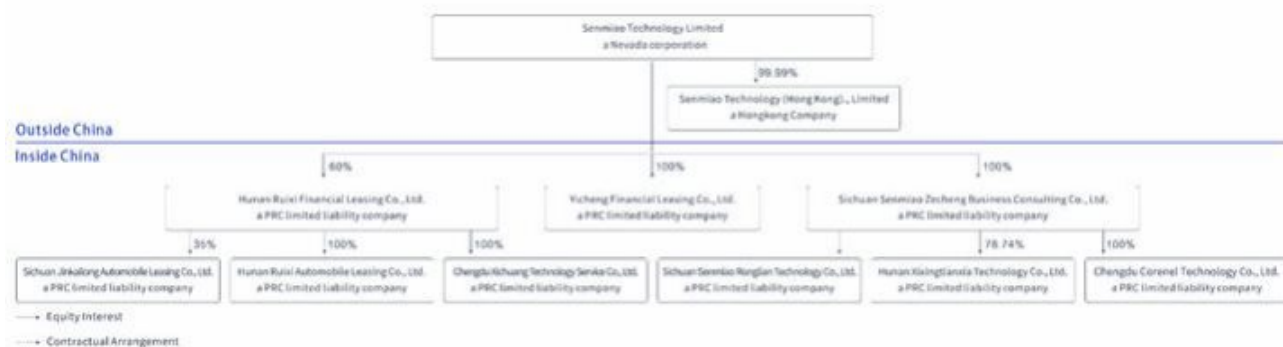 Senmiao Technology Limited
a Nevada corporation
99.99%
Senmiao Technology (Hong Kong)., Limited
a Hongkong Company
Outside China
Inside China
60%
100%
100%
Hunan Ruixi Financial Leasing Co., Ltd.
a PRC limited liability company
Yicheng Financial Leasing Co., Ltd.
a PRC limited liability company
Sichuan Senmiao Zecheng Business Consulting Co., Ltd.
a PRC limited liability company
35%
100%
100%
78.74%
100%
Sichuan Jinkailong Automobile Leasing Co., Ltd.
a PRC limited liability company
Hunan Ruixi Automobile Leasing Co., Ltd.
a PRC limited liability company
Chengdu Xichuang Technology Service Co., Ltd.
a PRC limited liability company
Sichuan Senmiao Ronglian Technology Co., Ltd.
a PRC limited liability company
Hunan Xixingtianxia Technology Co., Ltd.
a PRC limited liability company
Chengdu Corenel Technology Co., Ltd.
a PRC limited liability company
Equity Interest
Contractual Arrangement